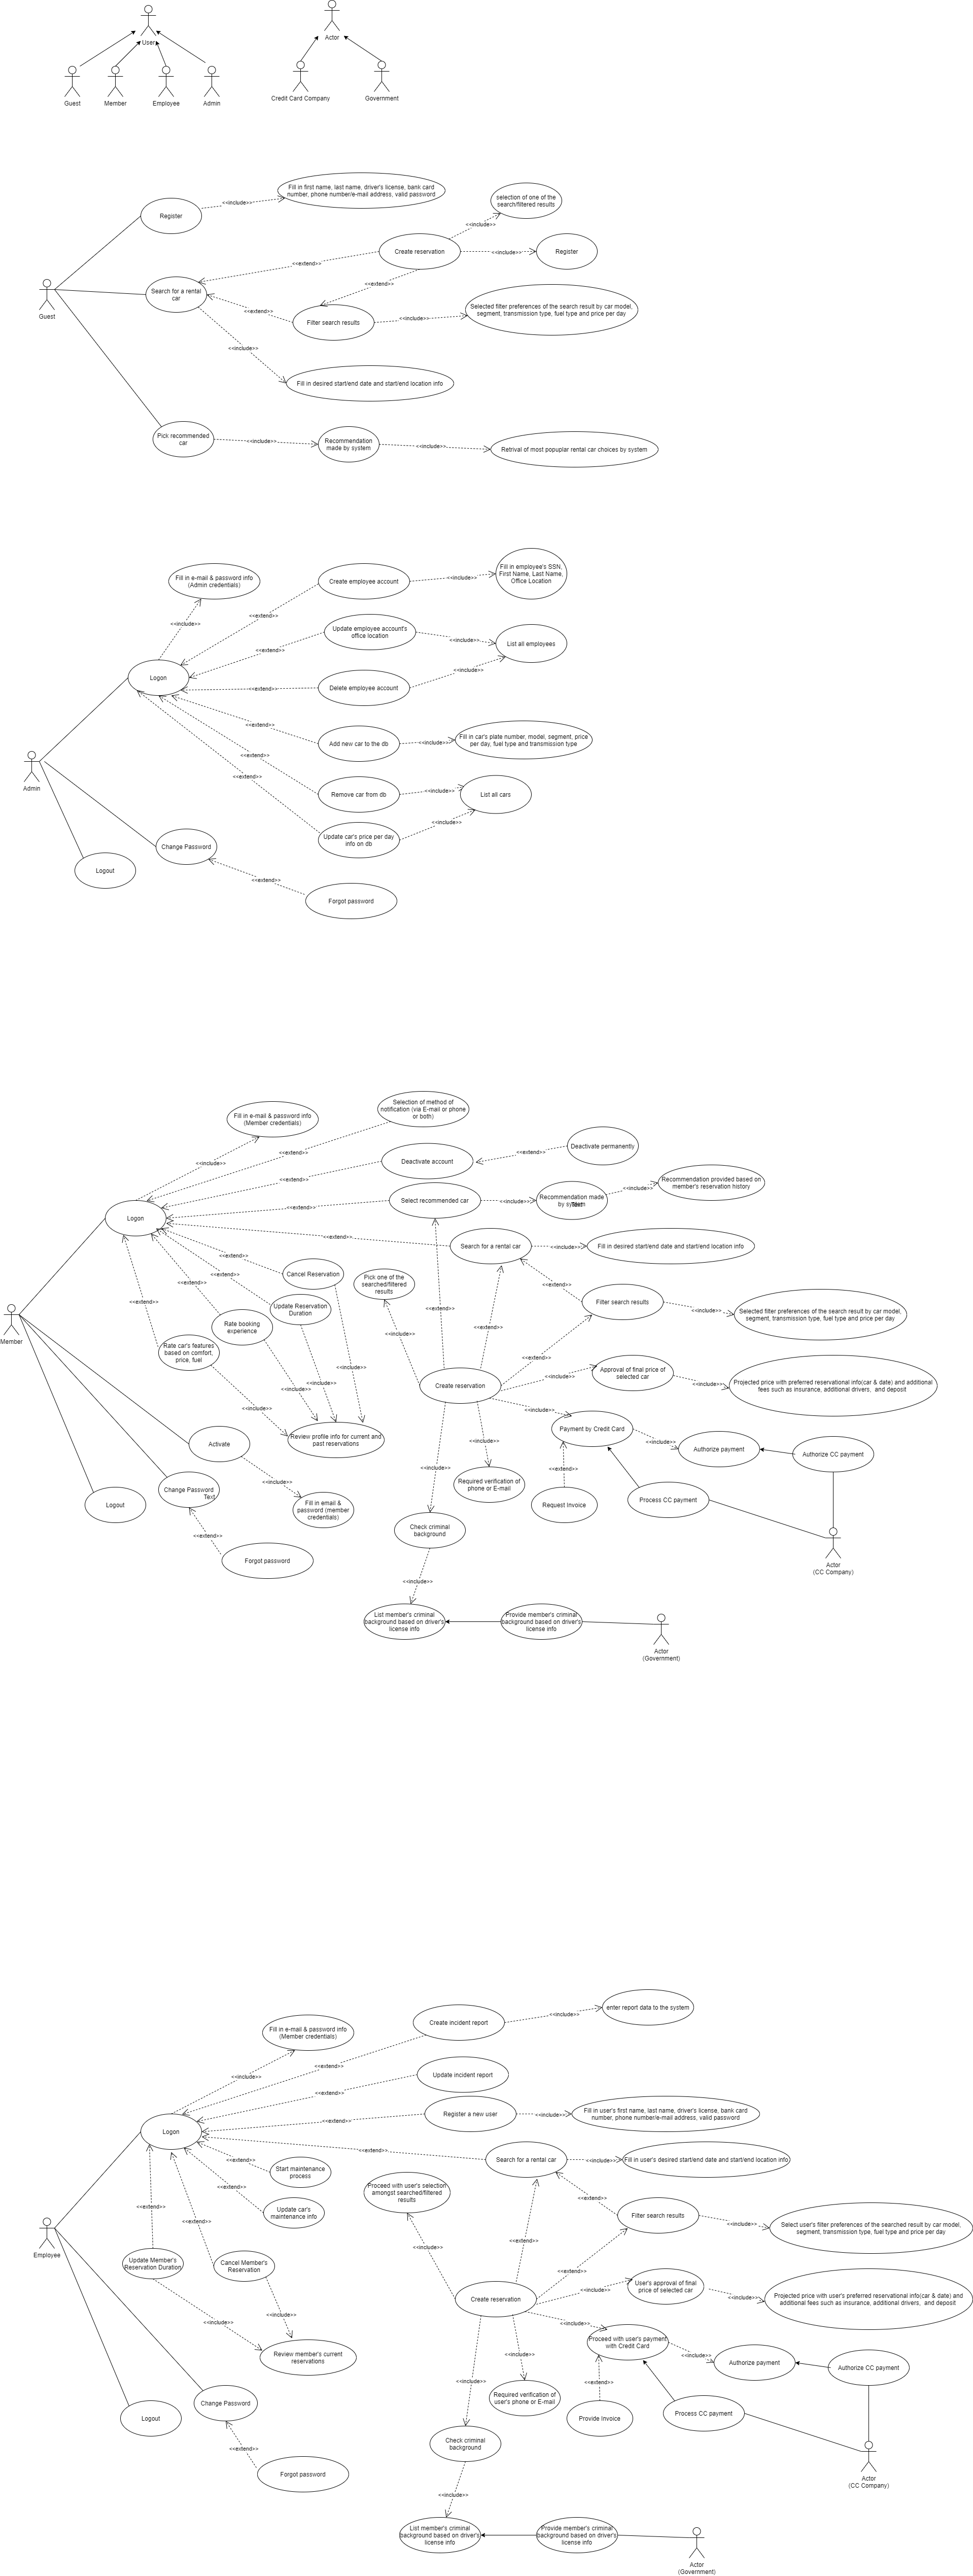 User
Actor
Guest
Member
Employee
Admin
Credit Card Company
Government
Fill in first name, last name, driver's license, bank card
number, phone number/e-mail address, valid password
<<include>>
Register
selection of one of the
search/filtered results
<<include>>
Create reservation
<<include>>
Register
<<extend>>
<<extend>>
Guest
Search for a rental
car
<<extend>>
Filter search results
<<include>>
Selected filter preferences of the search result by car model,
segment, transmission type, fuel type and price per day
<<include>>
Fill in desired start/end date and start/end location info
Pick recommended
car
<<include>>
Recommendation
made by system
<<include>>
Retrival of most popuplar rental car choices by system
Fill in e-mail & password info
(Admin credentials)
<<include>>
Create employee account
<<include>>
Fill in employee's SSN,
First Name, Last Name,
Office Location
<<extend>>
Update employee account's
office location
<<include>>
List all employees
<<extend>>
Logon
<<include>>
<<extend>>
Delete employee account
<<extend>>
Add new car to the db
<<include>>
Fill in car's plate number, model, segment, price
per day, fuel type and transmission type
<<extend>>
<<extend>>
Admin
Remove car from db
<<include>>
List all cars
Update car's price per day
info on db
<<include>>
Change Password
Logout
<<extend>>
Forgot password
Fill in e-mail & password info
(Member credentials)
Selection of method of
notification (via E-mail or phone
or both)
<<include>>
<<extend>>
Deactivate account
<<extend>>
Deactivate permanently
<<extend>>
Logon
Select recommended car
<<extend>>
<<include>>
Recommendation made
by system
Text
<<include>>
Recommendation provided based on
member's reservation history
<<extend>>
Search for a rental car
<<include>>
Fill in desired start/end date and start/end location info
<<extend>>
<<extend>>
Cancel Reservation
Pick one of the
searched/filtered
results
<<extend>>
<<extend>>
<<extend>>
Update Reservation
Duration
<<extend>>
Filter search results
<<include>>
Selected filter preferences of the search result by car model,
segment, transmission type, fuel type and price per day
Member
Rate booking
experience
<<extend>>
<<include>>
<<extend>>
Rate car's features
based on comfort,
price, fuel
<<include>>
<<include>>
<<include>>
<<include>>
Create reservation
<<include>>
Approval of final price of
selected car
<<include>>
Projected price with preferred reservational info(car & date) and additional
fees such as insurance, additional drivers,  and deposit
<<include>>
Payment by Credit Card
<<include>>
Authorize payment
Authorize CC payment
Review profile info for current and
past reservations
Activate
<<include>>
<<include>>
<<include>>
<<extend>>
Required verification of
phone or E-mail
Change Password
Text
Logout
Fill in email &
password (member
credentials)
Request Invoice
Process CC payment
<<extend>>
Check criminal
background
Forgot password
Actor
(CC Company)
<<include>>
List member's criminal
background based on driver's
license info
Provide member's criminal
background based on driver's
license info
Actor
(Government)
Fill in e-mail & password info
(Member credentials)
Create incident report
<<include>>
enter report data to the system
<<include>>
<<extend>>
Update incident report
<<extend>>
Logon
<<extend>>
Register a new user
<<include>>
Fill in user's first name, last name, driver's license, bank card
number, phone number/e-mail address, valid password
<<extend>>
Search for a rental car
<<include>>
Fill in user's desired start/end date and start/end location info
<<extend>>
Start maintenance
process
Proceed with user's selection
amongst searched/filtered
results
<<extend>>
<<extend>>
<<extend>>
Update car's
maintenance info
<<extend>>
Filter search results
<<include>>
Select user's filter preferences of the searched result by car model,
segment, transmission type, fuel type and price per day
<<extend>>
<<extend>>
<<include>>
<<extend>>
Employee
Update Member's
Reservation Duration
Cancel Member's
Reservation
Create reservation
<<include>>
User's approval of final
price of selected car
<<include>>
Projected price with user's preferred reservational info(car & date) and
additional fees such as insurance, additional drivers,  and deposit
<<include>>
<<include>>
<<include>>
Proceed with user's payment
with Credit Card
<<include>>
Authorize payment
Authorize CC payment
Review member's current
reservations
<<include>>
<<include>>
<<extend>>
Required verification of
user's phone or E-mail
Change Password
Logout
Provide Invoice
Process CC payment
<<extend>>
Check criminal
background
Forgot password
Actor
(CC Company)
<<include>>
List member's criminal
background based on driver's
license info
Provide member's criminal
background based on driver's
license info
Actor
(Government)